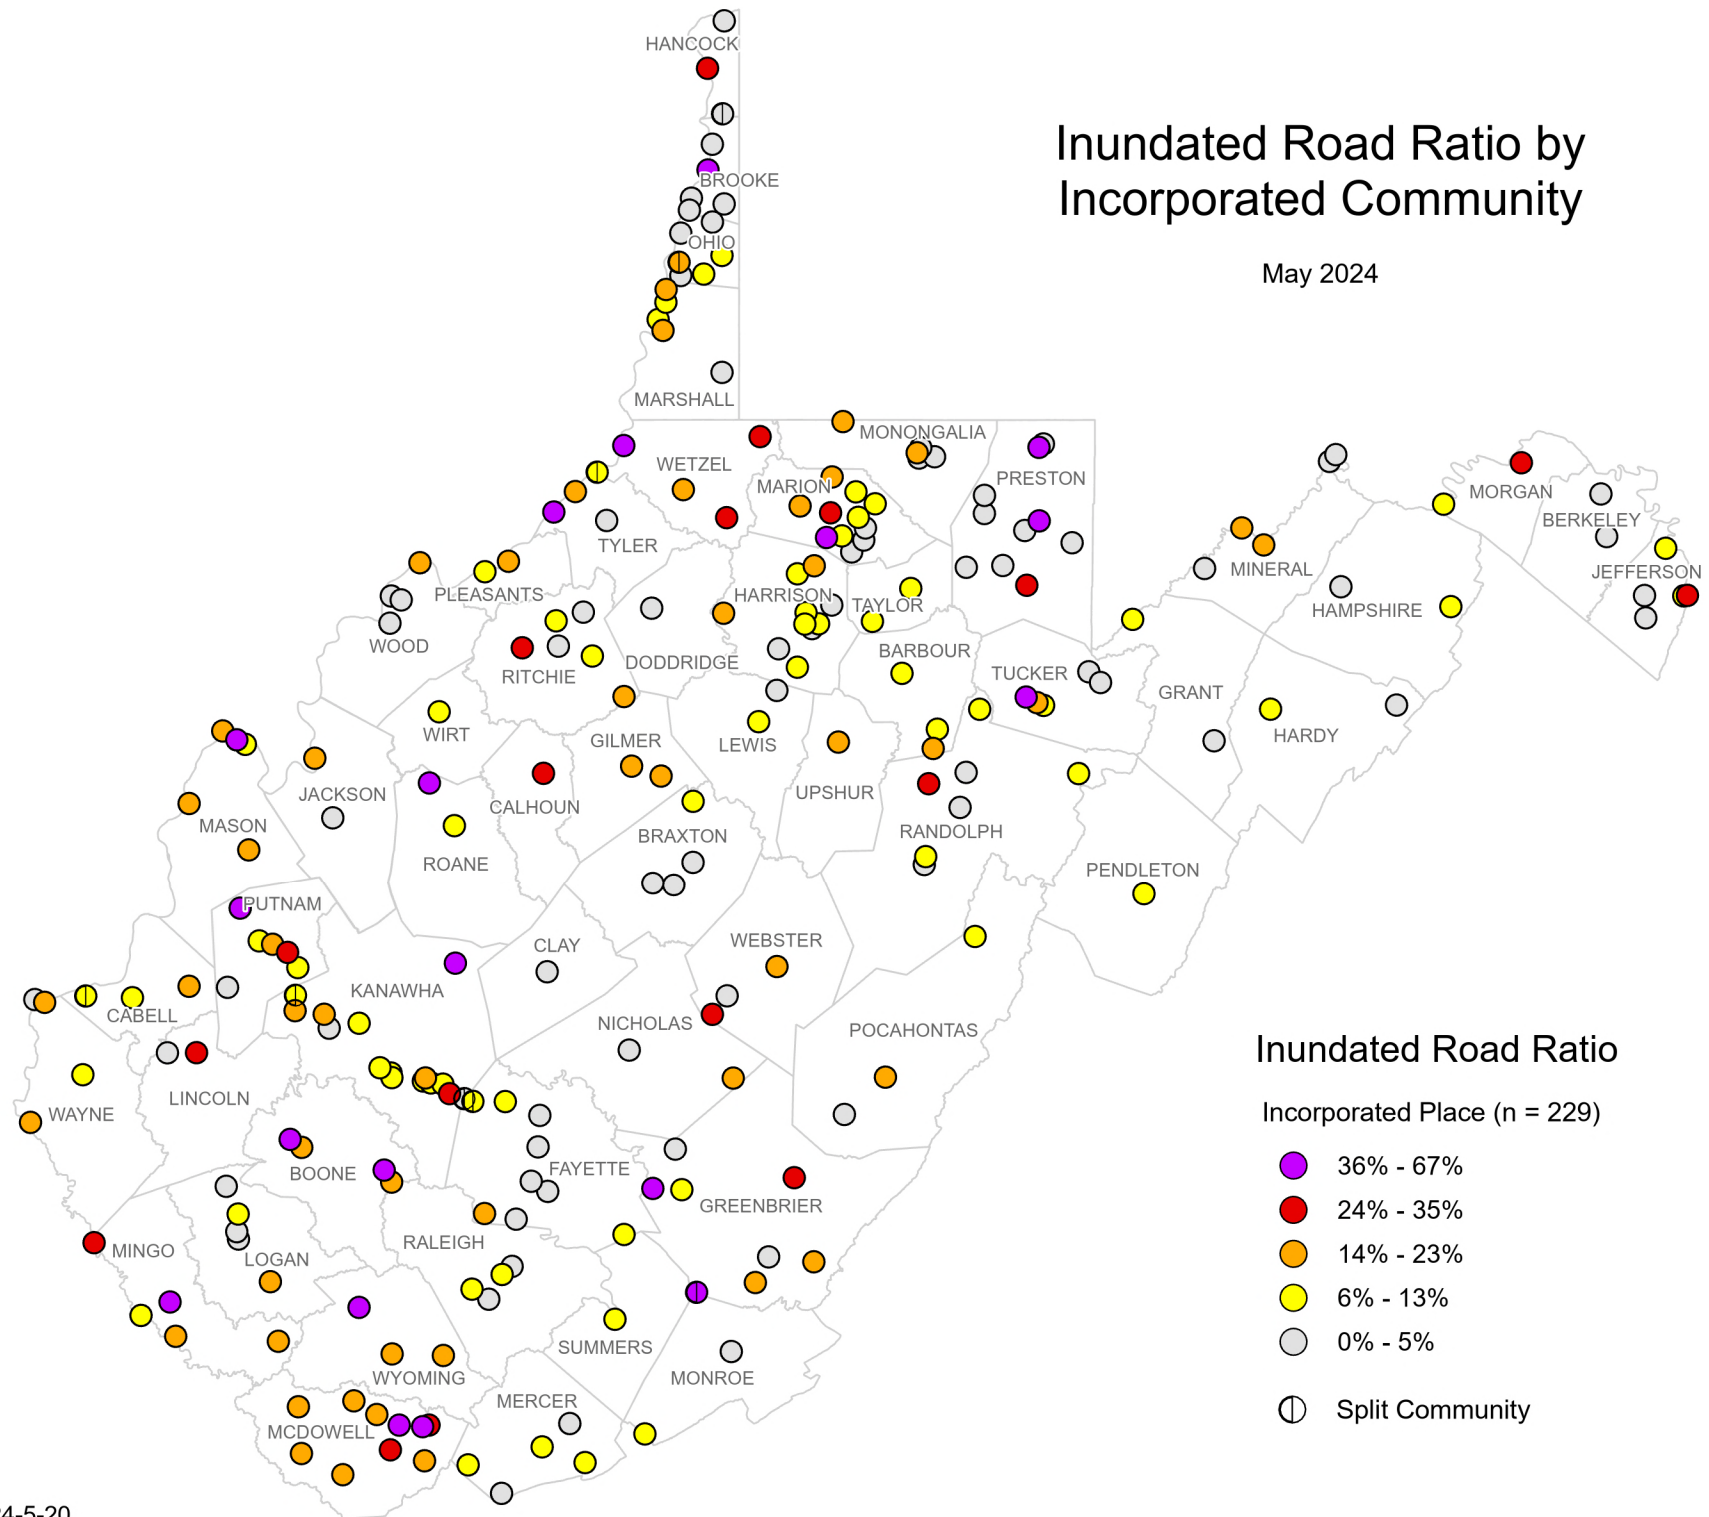 HANCOCK
Inundated Road Ratio by
Incorporated Community
May 2024
BROOKE
OHIO
MARSHALL
MONONGALIA
WETZEL
MARION
PRESTON
MORGAN
BERKELEY
TYLER
PLEASANTS
HARRISON
TAYLOR
MINERAL
JEFFERSON
HAMPSHIRE
WOOD
RITCHIE
DODDRIDGE
BARBOUR
TUCKER
GRANT
WIRT
GILMER
LEWIS
HARDY
JACKSON
CALHOUN
UPSHUR
MASON
ROANE
BRAXTON
RANDOLPH
PENDLETON
PUTNAM
CLAY
WEBSTER
KANAWHA
CABELL
NICHOLAS
POCAHONTAS
LINCOLN
WAYNE
BOONE
FAYETTE
GREENBRIER
MINGO
LOGAN
RALEIGH
SUMMERS
WYOMING
MONROE
MERCER
MCDOWELL
Inundated Road Ratio
Incorporated Place (n = 229)
36% - 67%
24% - 35%
14% - 23%
6% - 13%
0% - 5%
Split Community